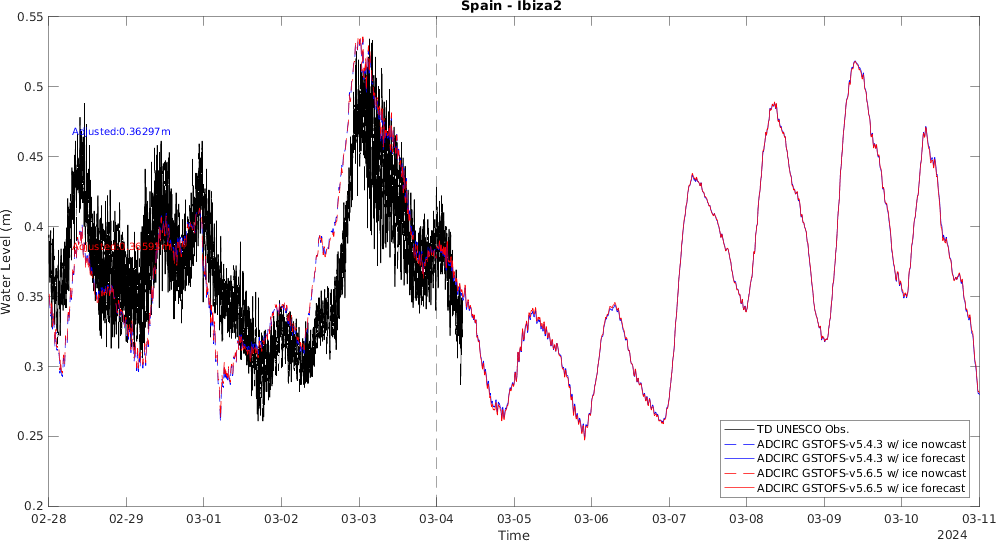 Spain - Ibiza2
0.55
0.5
0.45
0.4
0.35
0.3
0.25
0.2
Water Level (m)
Adjusted:0.36297m
02-28
02-29
03-01
03-02
03-03
03-04
03-05
03-06
03-07
03-08
03-09
03-10
03-11
Time
2024
TD UNESCO Obs.
ADCIRC GSTOFS-v5.4.3 w/ ice nowcast
ADCIRC GSTOFS-v5.4.3 w/ ice forecast
ADCIRC GSTOFS-v5.6.5 w/ ice nowcast
ADCIRC GSTOFS-v5.6.5 w/ ice forecast